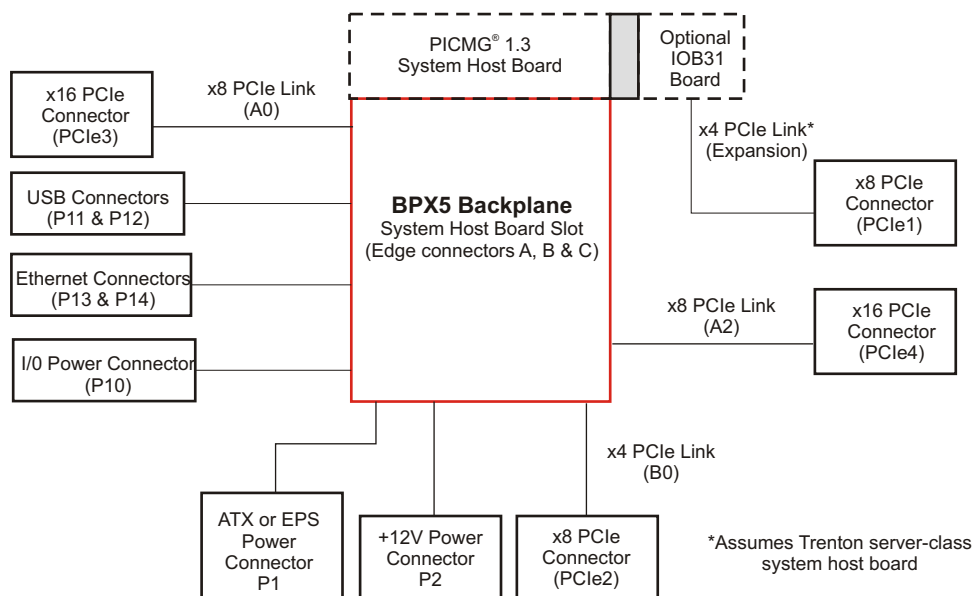 PICMG® 1.3
System Host Board
Optional
IOB31
Board
x16 PCIe
Connector
(PCIe3)
x8 PCIe Link
(A0)
x4 PCIe Link*
(Expansion)
x8 PCIe
Connector
(PCIe1)
USB Connectors
(P11 & P12)
BPX5 Backplane
System Host Board Slot
(Edge connectors A, B & C)
Ethernet Connectors
(P13 & P14)
x8 PCIe Link
(A2)
x16 PCIe
Connector
(PCIe4)
I/0 Power Connector
(P10)
x4 PCIe Link
(B0)
ATX or EPS
Power
Connector
P1
+12V Power
Connector
P2
x8 PCIe
Connector
(PCIe2)
*Assumes Trenton server-class
system host board